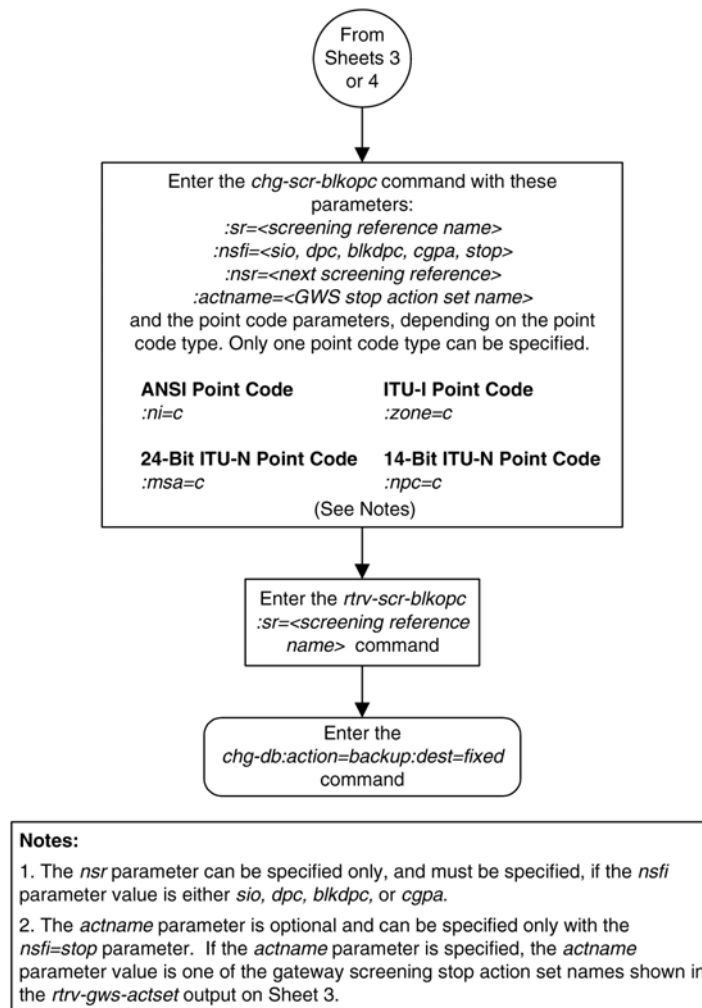 From
Sheets 3
or 4
Enter the chg-scr-blkopc command with these
parameters:
:sr=<screening reference name>
:nsfi=<sio, dpc, blkdpc, cgpa, stop>
:nsr=<next screening reference>
:actname=<GWS stop action set name>
and the point code parameters, depending on the point
code type. Only one point code type can be specified.
ANSI Point Code
:ni=c
ITU-I Point Code
:zone=c
24-Bit ITU-N Point Code
:msa=c
14-Bit ITU-N Point Code
:npc=c
(See Notes)
Enter the rtrv-scr-blkopc
:sr=<screening reference
name> command
Enter the
chg-db:action=backup:dest=fixed
command
Notes:
1. The nsr parameter can be specified only, and must be specified, if the nsfi
parameter value is either sio, dpc, blkdpc, or cgpa.
2. The actname parameter is optional and can be specified only with the
nsfi=stop parameter. If the actname parameter is specified, the actname
parameter value is one of the gateway screening stop action set names shown in
the rtrv-gws-actset output on Sheet 3.